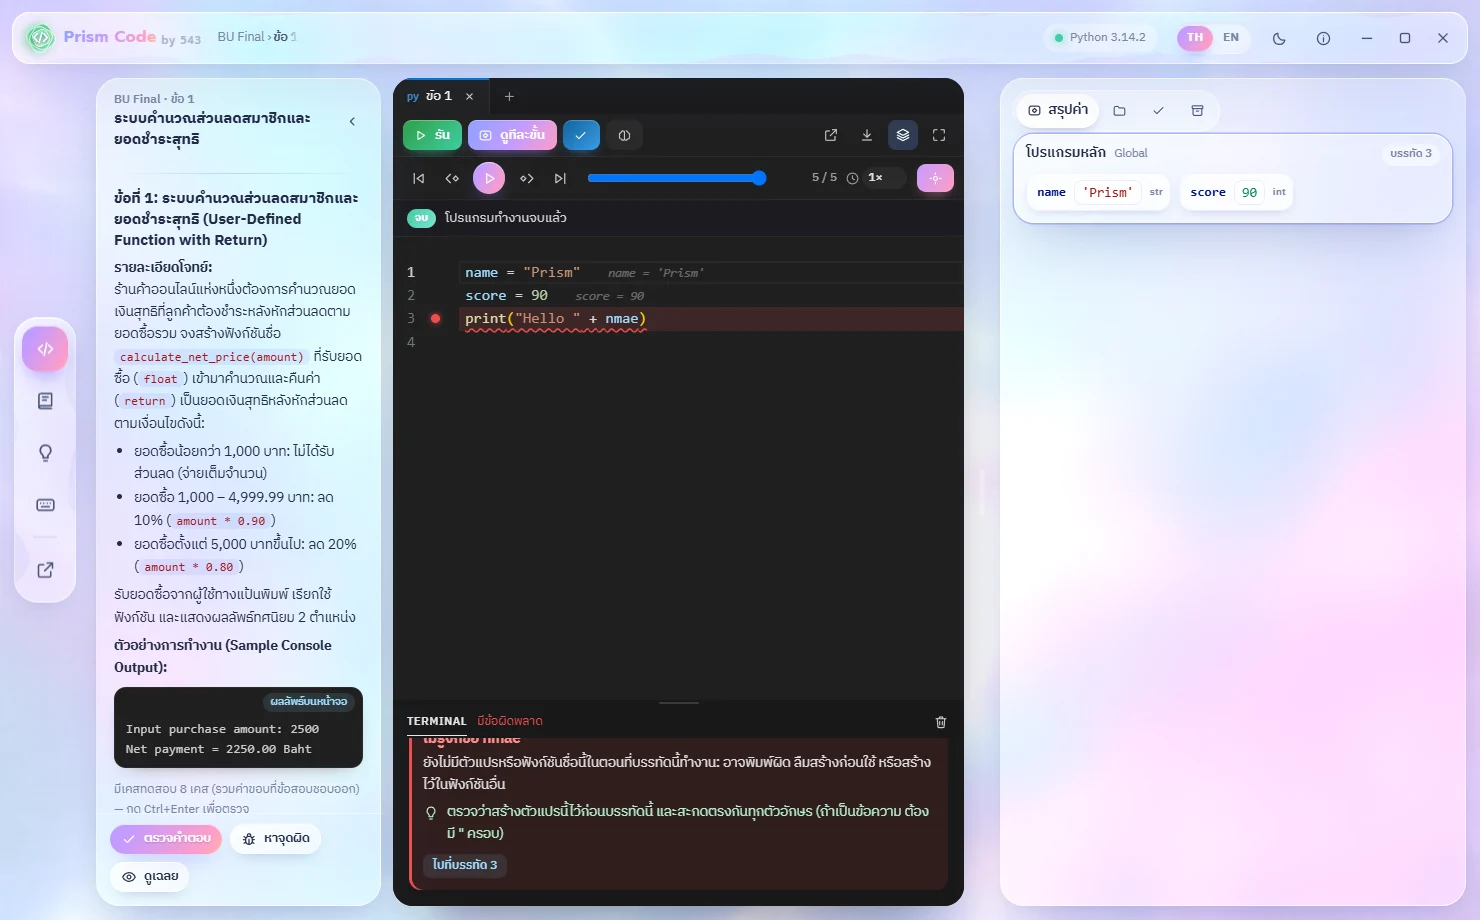 Prism Code by 543
BU Final › ข้อ 1
Python 3.14.2
TH EN
BU Final · ข้อ 1
ระบบคำนวณส่วนลดสมาชิกและ
ยอดชำระสุทธิ
ข้อที่ 1: ระบบคำนวณส่วนลดสมาชิกและ
ยอดชำระสุทธิ (User-Defined
Function with Return)
รายละเอียดโจทย์:
ร้านค้าออนไลน์แห่งหนึ่งต้องการคำนวณยอด
เงินสุทธิที่ลูกค้าต้องชำระหลังหักส่วนลดตาม
ยอดซื้อรวม จงสร้างฟังก์ชันชื่อ
calculate_net_price(amount) ที่รับยอด
ซื้อ ( float ) เข้ามาคำนวณและคืนค่า
( return ) เป็นยอดเงินสุทธิหลังหักส่วนลด
ตามเงื่อนไขดังนี้:
• ยอดซื้อน้อยกว่า 1,000 บาท: ไม่ได้รับ
ส่วนลด (จ่ายเต็มจำนวน)
• ยอดซื้อ 1,000 – 4,999.99 บาท: ลด
10% ( amount * 0.90 )
• ยอดซื้อตั้งแต่ 5,000 บาทขึ้นไป: ลด 20%
( amount * 0.80 )
รับยอดซื้อจากผู้ใช้ทางแป้นพิมพ์ เรียกใช้
ฟังก์ชัน และแสดงผลลัพธ์ทศนิยม 2 ตำแหน่ง
ตัวอย่างการทำงาน (Sample Console
Output):
ผลลัพธ์บนหน้าจอ
Input purchase amount: 2500
Net payment = 2250.00 Baht
มีเคสทดสอบ 8 เคส (รวมค่าขอบที่ข้อสอบชอบออก)
— กด Ctrl+Enter เพื่อตรวจ
ตรวจคำตอบ
หาจุดผิด
ดูเฉลย
py ข้อ 1 × +
รัน
ดูทีละขั้น
5 / 5
1×
จบ โปรแกรมทำงานจบแล้ว
1 name = "Prism" name = 'Prism'
2 score = 90 score = 90
3 print("Hello " + nmae)
4
TERMINAL มีข้อผิดพลาด
ไม่รู้จักชื่อ nmae
ยังไม่มีตัวแปรหรือฟังก์ชันชื่อนี้ในตอนที่บรรทัดนี้ทำงาน: อาจพิมพ์ผิด ลืมสร้างก่อนใช้ หรือสร้าง
ไว้ในฟังก์ชันอื่น
ตรวจว่าสร้างตัวแปรนี้ไว้ก่อนบรรทัดนี้ และสะกดตรงกันทุกตัวอักษร (ถ้าเป็นข้อความ ต้อง
มี " ครอบ)
ไปที่บรรทัด 3
สรุปค่า
โปรแกรมหลัก Global
บรรทัด 3
name 'Prism' str
score 90 int